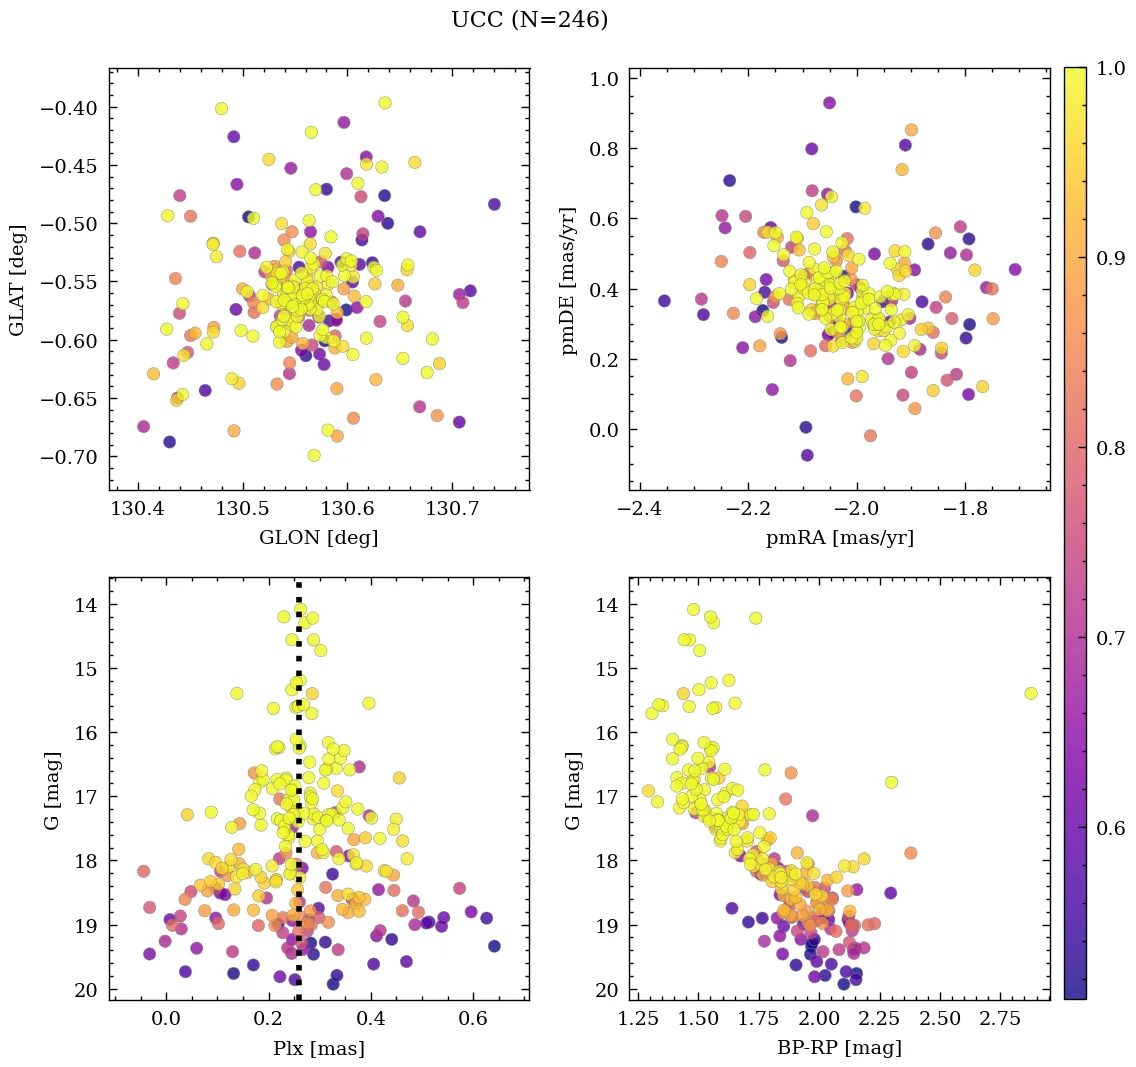 UCC (N=246)
−0.40
−0.45
−0.50
−0.55
−0.60
−0.65
−0.70
GLAT [deg]
130.4 130.5 130.6 130.7
GLON [deg]
1.0
0.8
0.6
0.4
0.2
0.0
pmDE [mas/yr]
−2.4 −2.2 −2.0 −1.8
pmRA [mas/yr]
14
15
16
17
18
19
20
G [mag]
0.0 0.2 0.4 0.6
Plx [mas]
14
15
16
17
18
19
20
G [mag]
1.25 1.50 1.75 2.00 2.25 2.50 2.75
BP-RP [mag]
1.0
0.9
0.8
0.7
0.6